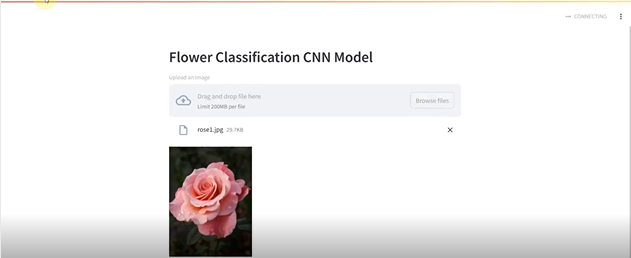 CONNECTING
Flower Classification CNN Model
Upload an Image
Drag and drop file here
Limit 200MB per file
Browse files
rose1.jpg 29.7KB